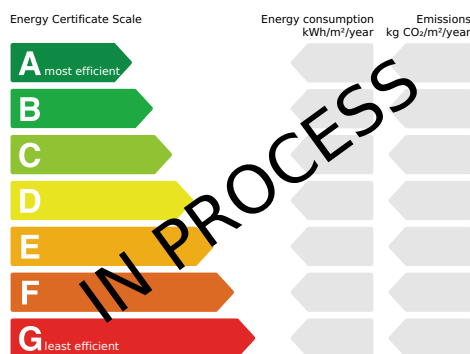 Energy Certificate Scale
Energy consumption
kWh/m²/year
Emissions
kg CO₂/m²/year
A most efficient
B
C
D
E
F
G least efficient
IN PROCESS